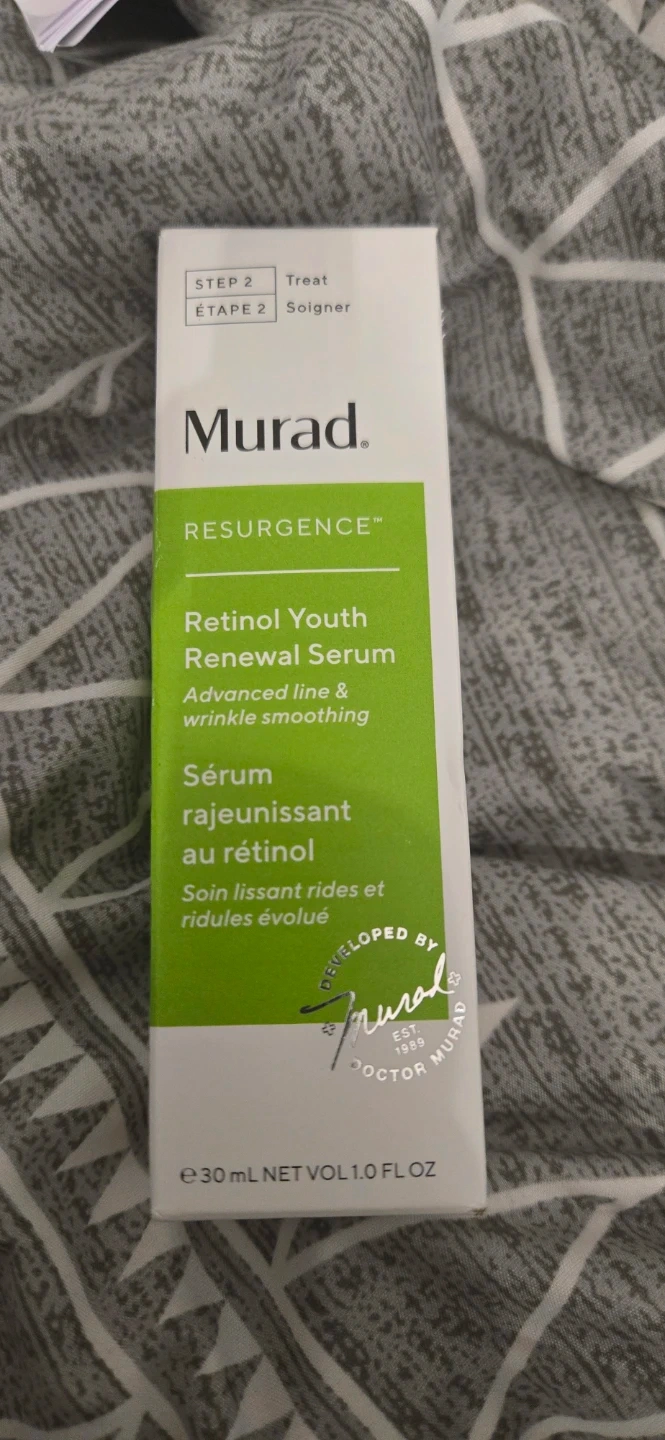 STEP 2 Treat
ÉTAPE 2 Soigner
Murad®
RESURGENCE™
Retinol Youth
Renewal Serum
Advanced line &
wrinkle smoothing
Sérum
rajeunissant
au rétinol
Soin lissant rides et
ridules évolué
DEVELOPED BY
Murad
EST.
1989
DOCTOR MURAD
℮30 mL NET VOL 1.0 FL OZ